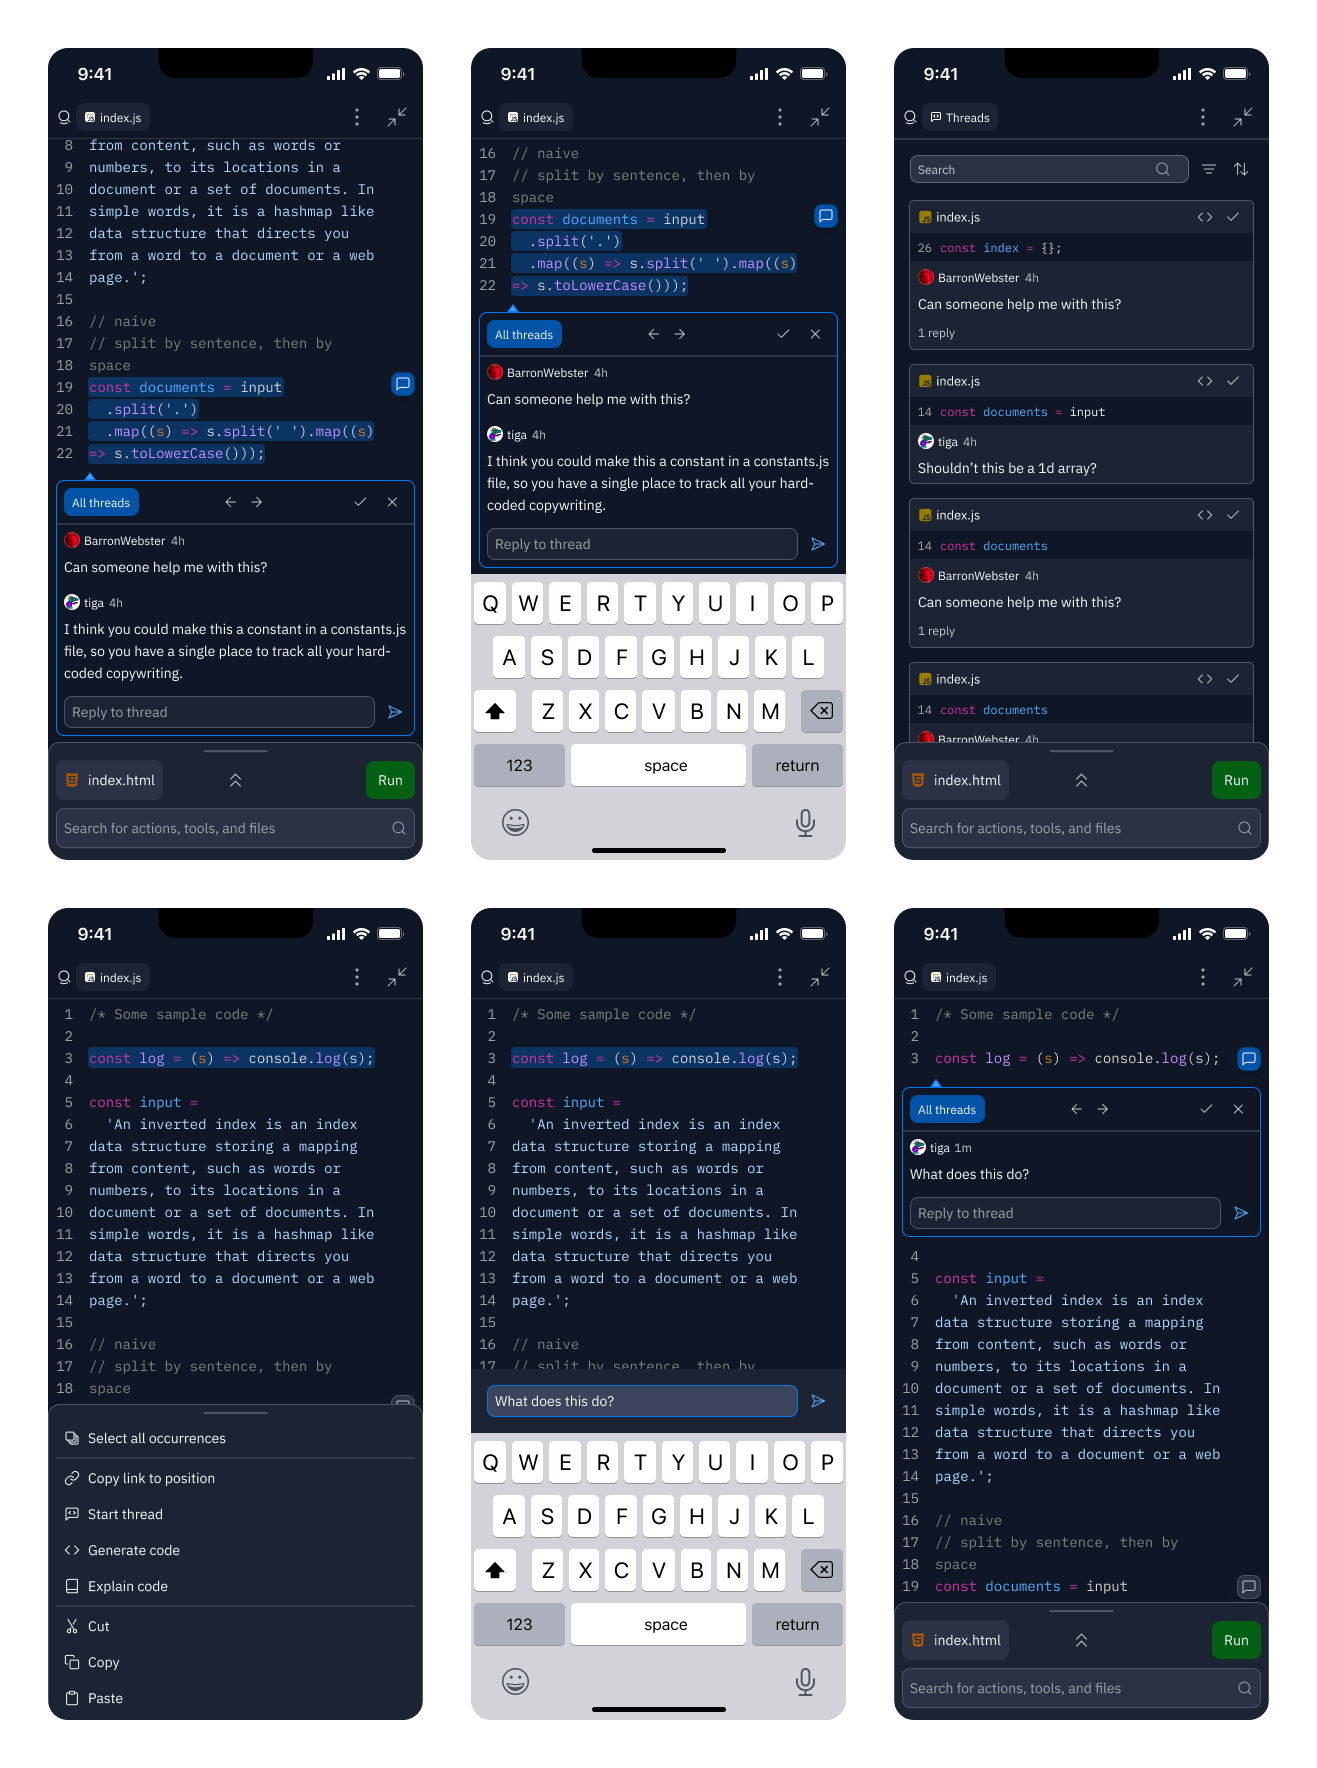 9:41
index.js
8 from content, such as words or
9 numbers, to its locations in a
10 document or a set of documents. In
11 simple words, it is a hashmap like
12 data structure that directs you
13 from a word to a document or a web
14 page.';
15
16 // naive
17 // split by sentence, then by
18 space
19 const documents = input
20 .split('.')
21 .map((s) => s.split(' ').map((s)
22 => s.toLowerCase()));
All threads
BarronWebster 4h
Can someone help me with this?
tiga 4h
I think you could make this a constant in a constants.js
file, so you have a single place to track all your hard-
coded copywriting.
Reply to thread
index.html
Run
Search for actions, tools, and files
9:41
index.js
16 // naive
17 // split by sentence, then by
18 space
19 const documents = input
20 .split('.')
21 .map((s) => s.split(' ').map((s)
22 => s.toLowerCase()));
All threads
BarronWebster 4h
Can someone help me with this?
tiga 4h
I think you could make this a constant in a constants.js
file, so you have a single place to track all your hard-
coded copywriting.
Reply to thread
Q W E R T Y U I O P
A S D F G H J K L
Z X C V B N M
123 space return
9:41
Threads
Search
JS index.js
26 const index = {};
BarronWebster 4h
Can someone help me with this?
1 reply
JS index.js
14 const documents = input
tiga 4h
Shouldn't this be a 1d array?
JS index.js
14 const documents
BarronWebster 4h
Can someone help me with this?
1 reply
JS index.js
14 const documents
BarronWebster 4h
index.html
Run
Search for actions, tools, and files
9:41
index.js
1 /* Some sample code */
2
3 const log = (s) => console.log(s);
4
5 const input =
6 'An inverted index is an index
7 data structure storing a mapping
8 from content, such as words or
9 numbers, to its locations in a
10 document or a set of documents. In
11 simple words, it is a hashmap like
12 data structure that directs you
13 from a word to a document or a web
14 page.';
15
16 // naive
17 // split by sentence, then by
18 space
Select all occurrences
Copy link to position
Start thread
Generate code
Explain code
Cut
Copy
Paste
9:41
index.js
1 /* Some sample code */
2
3 const log = (s) => console.log(s);
4
5 const input =
6 'An inverted index is an index
7 data structure storing a mapping
8 from content, such as words or
9 numbers, to its locations in a
10 document or a set of documents. In
11 simple words, it is a hashmap like
12 data structure that directs you
13 from a word to a document or a web
14 page.';
15
16 // naive
17 // split by sentence, then by
What does this do?
Q W E R T Y U I O P
A S D F G H J K L
Z X C V B N M
123 space return
9:41
index.js
1 /* Some sample code */
2
3 const log = (s) => console.log(s);
All threads
tiga 1m
What does this do?
Reply to thread
4
5 const input =
6 'An inverted index is an index
7 data structure storing a mapping
8 from content, such as words or
9 numbers, to its locations in a
10 document or a set of documents. In
11 simple words, it is a hashmap like
12 data structure that directs you
13 from a word to a document or a web
14 page.';
15
16 // naive
17 // split by sentence, then by
18 space
19 const documents = input
index.html
Run
Search for actions, tools, and files